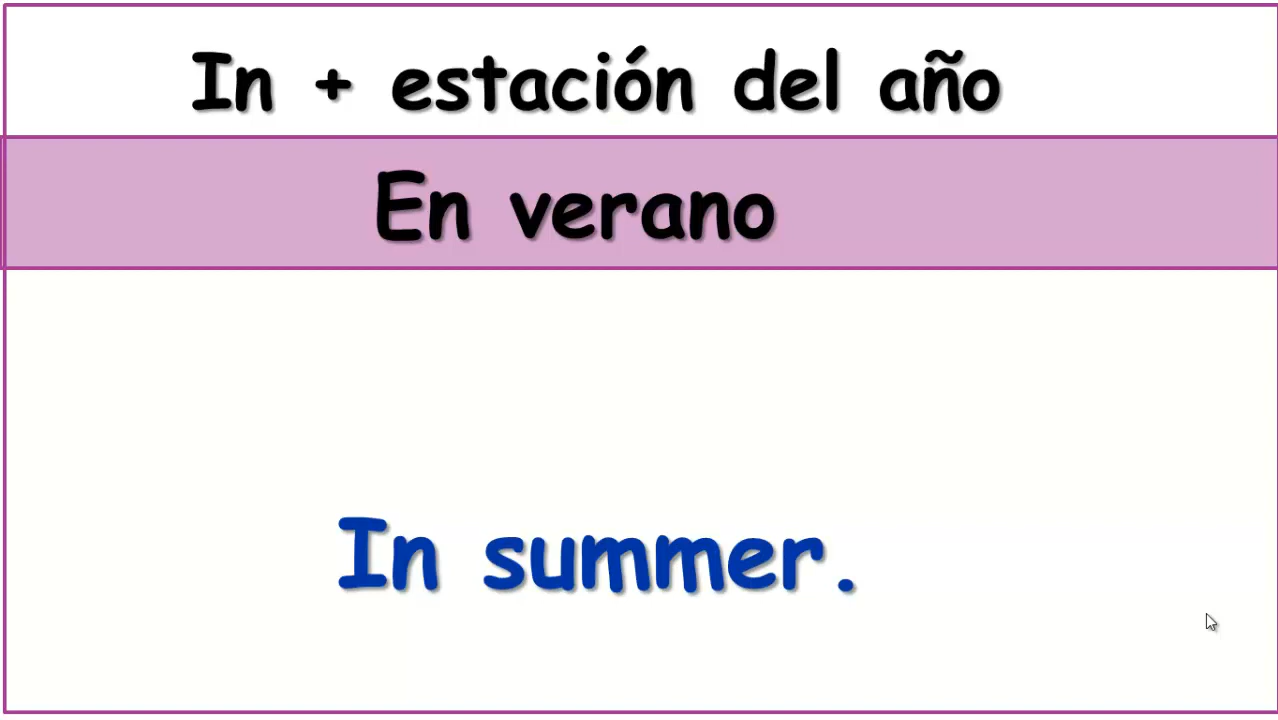 In + estación del año
En verano
In summer.